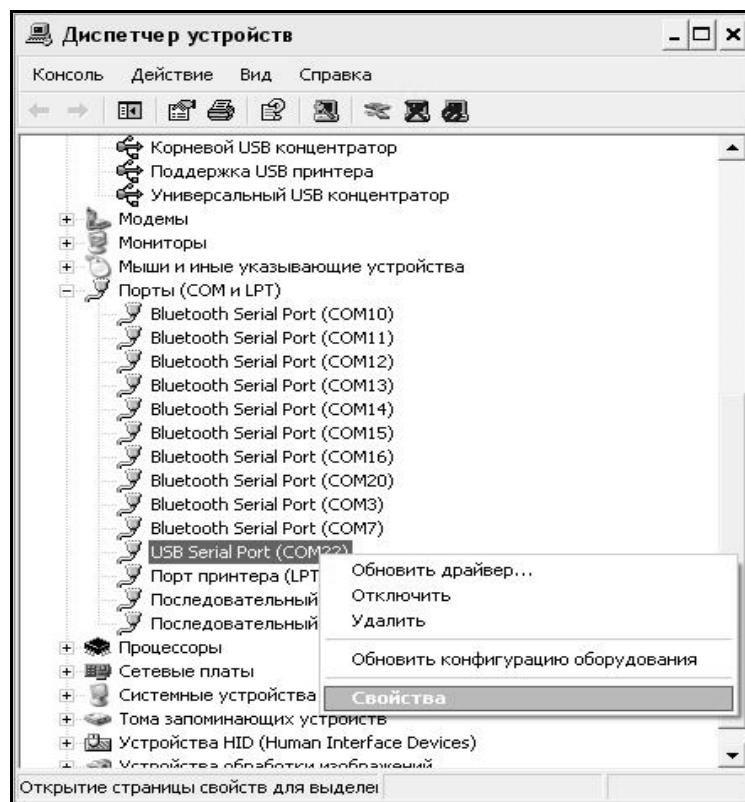 Диспетчер устройств
Консоль Действие Вид Справка
Корневой USB концентратор
Поддержка USB принтера
Универсальный USB концентратор
Модемы
Мониторы
Мыши и иные указывающие устройства
Порты (COM и LPT)
Bluetooth Serial Port (COM10)
Bluetooth Serial Port (COM11)
Bluetooth Serial Port (COM12)
Bluetooth Serial Port (COM13)
Bluetooth Serial Port (COM14)
Bluetooth Serial Port (COM15)
Bluetooth Serial Port (COM16)
Bluetooth Serial Port (COM20)
Bluetooth Serial Port (COM3)
Bluetooth Serial Port (COM7)
USB Serial Port (COM22)
Порт принтера (LPT
Последовательный
Последовательный
Обновить драйвер...
Отключить
Удалить
Обновить конфигурацию оборудования
Свойства
Процессоры
Сетевые платы
Системные устройства
Тома запоминающих устройств
Устройства HID (Human Interface Devices)
Устройства обработки изображений
Открытие страницы свойств для выделе